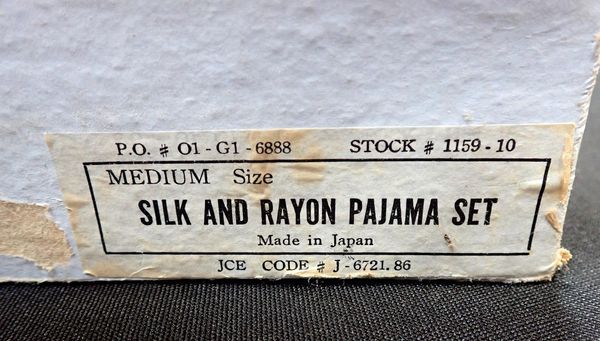 P.O. # O1 - G1 - 6888 STOCK # 1159 - 10
MEDIUM Size
SILK AND RAYON PAJAMA SET
Made in Japan
JCE CODE # J - 6721. 86